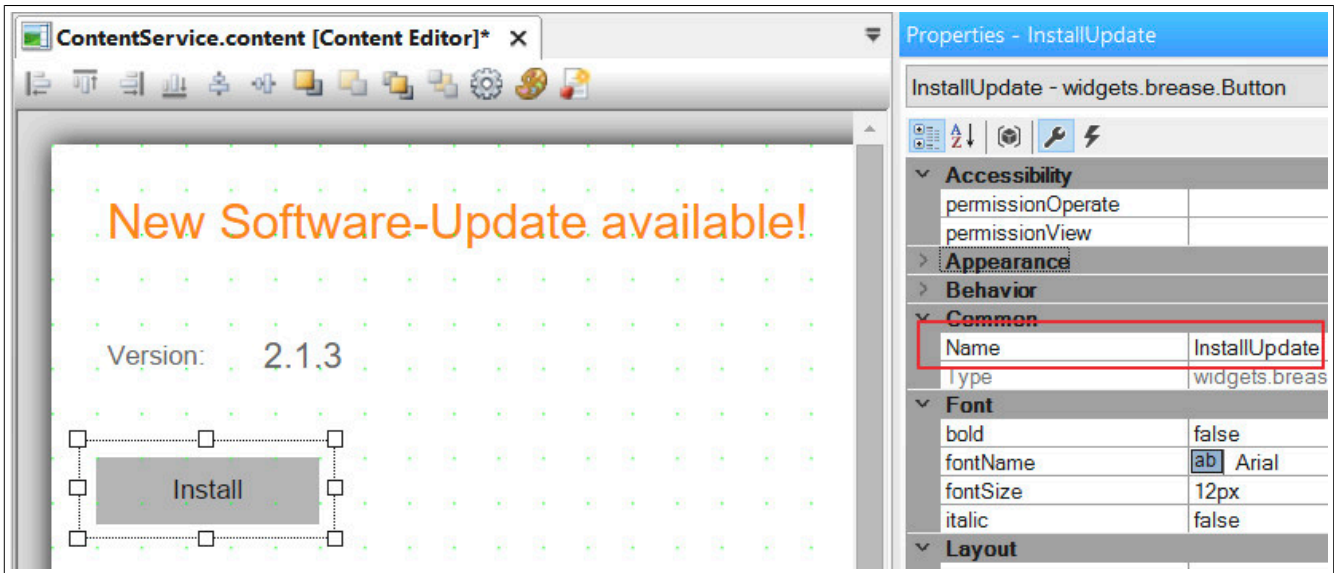 ContentService.content [Content Editor]*
New Software-Update available!
Version: 2.1.3
Install
Properties - InstallUpdate
InstallUpdate - widgets.brease.Button
Accessibility
permissionOperate
permissionView
Appearance
Behavior
Common
Name InstallUpdate
Type widgets.breas
Font
bold false
fontName ab Arial
fontSize 12px
italic false
Layout